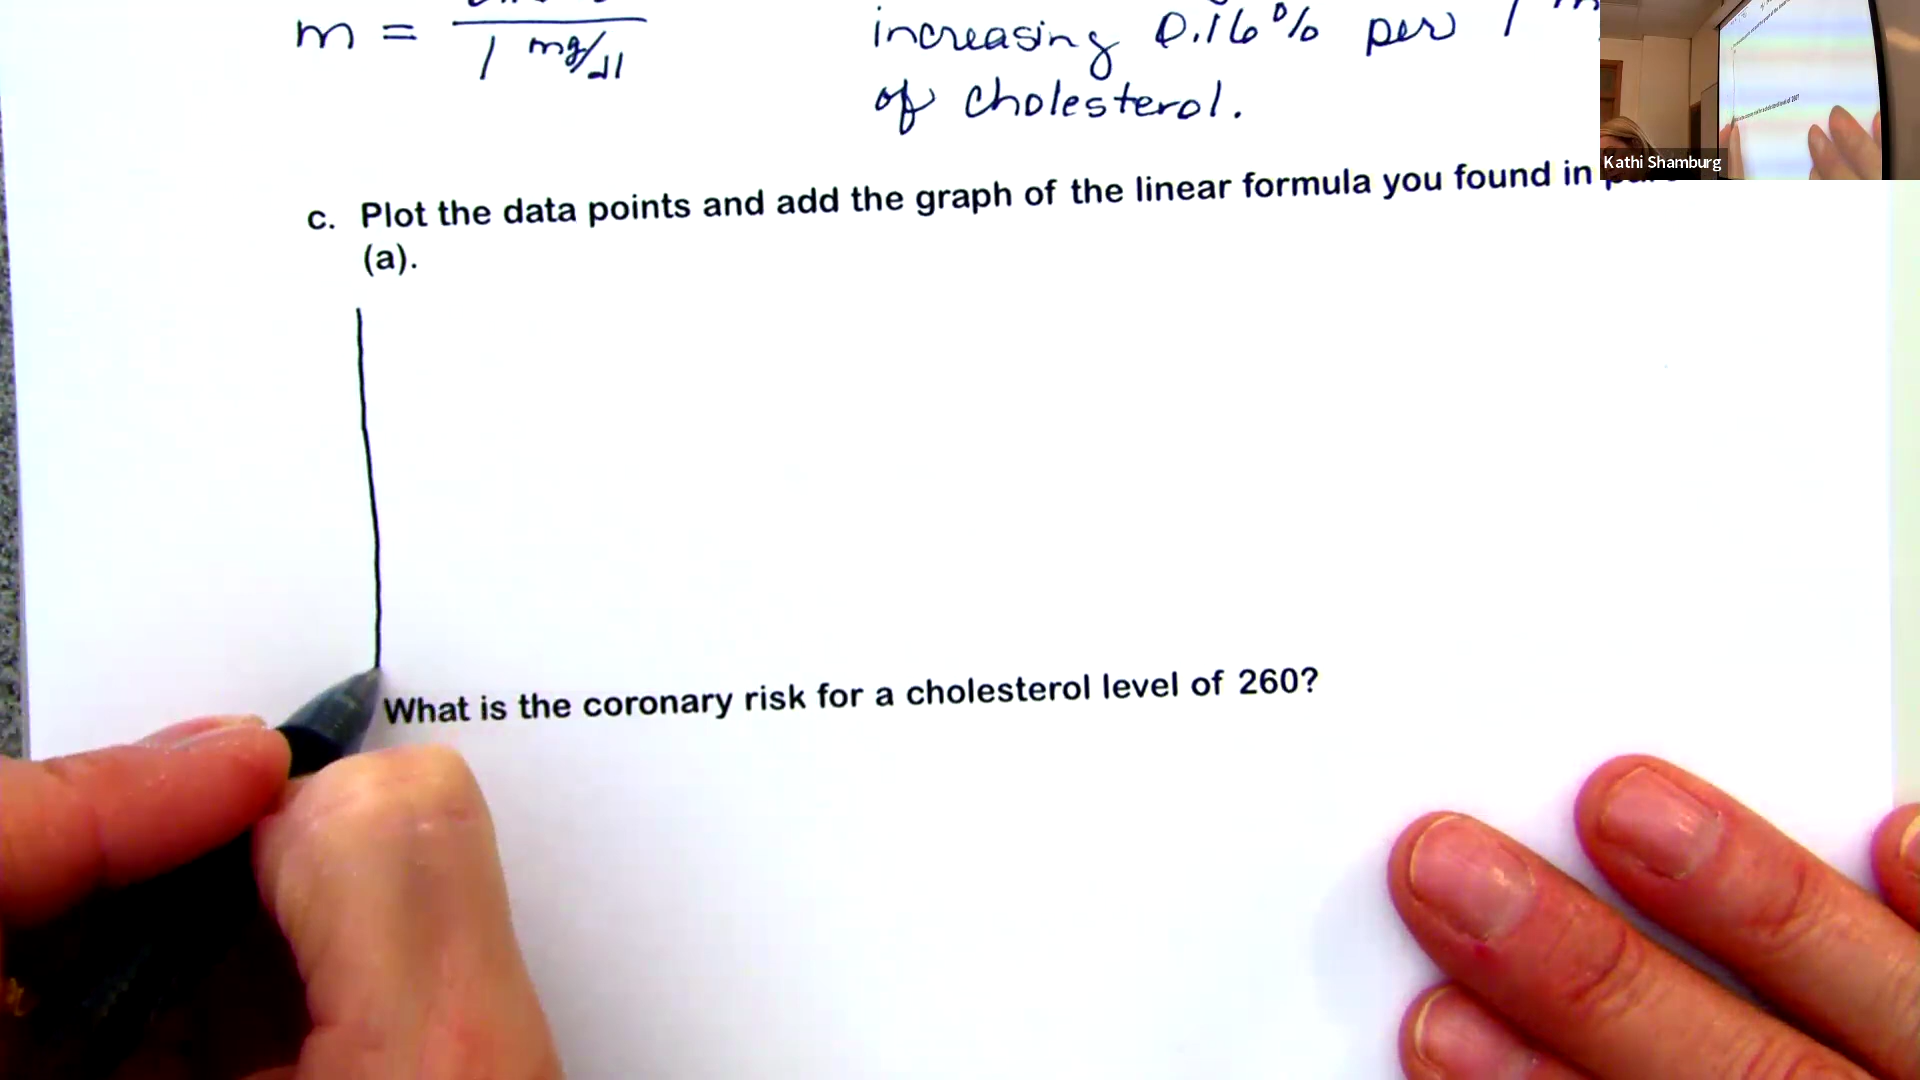 m = 
1 mg/dl
increasing 0.16% per 1
of cholesterol.
c. Plot the data points and add the graph of the linear formula you found in
(a).
What is the coronary risk for a cholesterol level of 260?
Kathi Shamburg